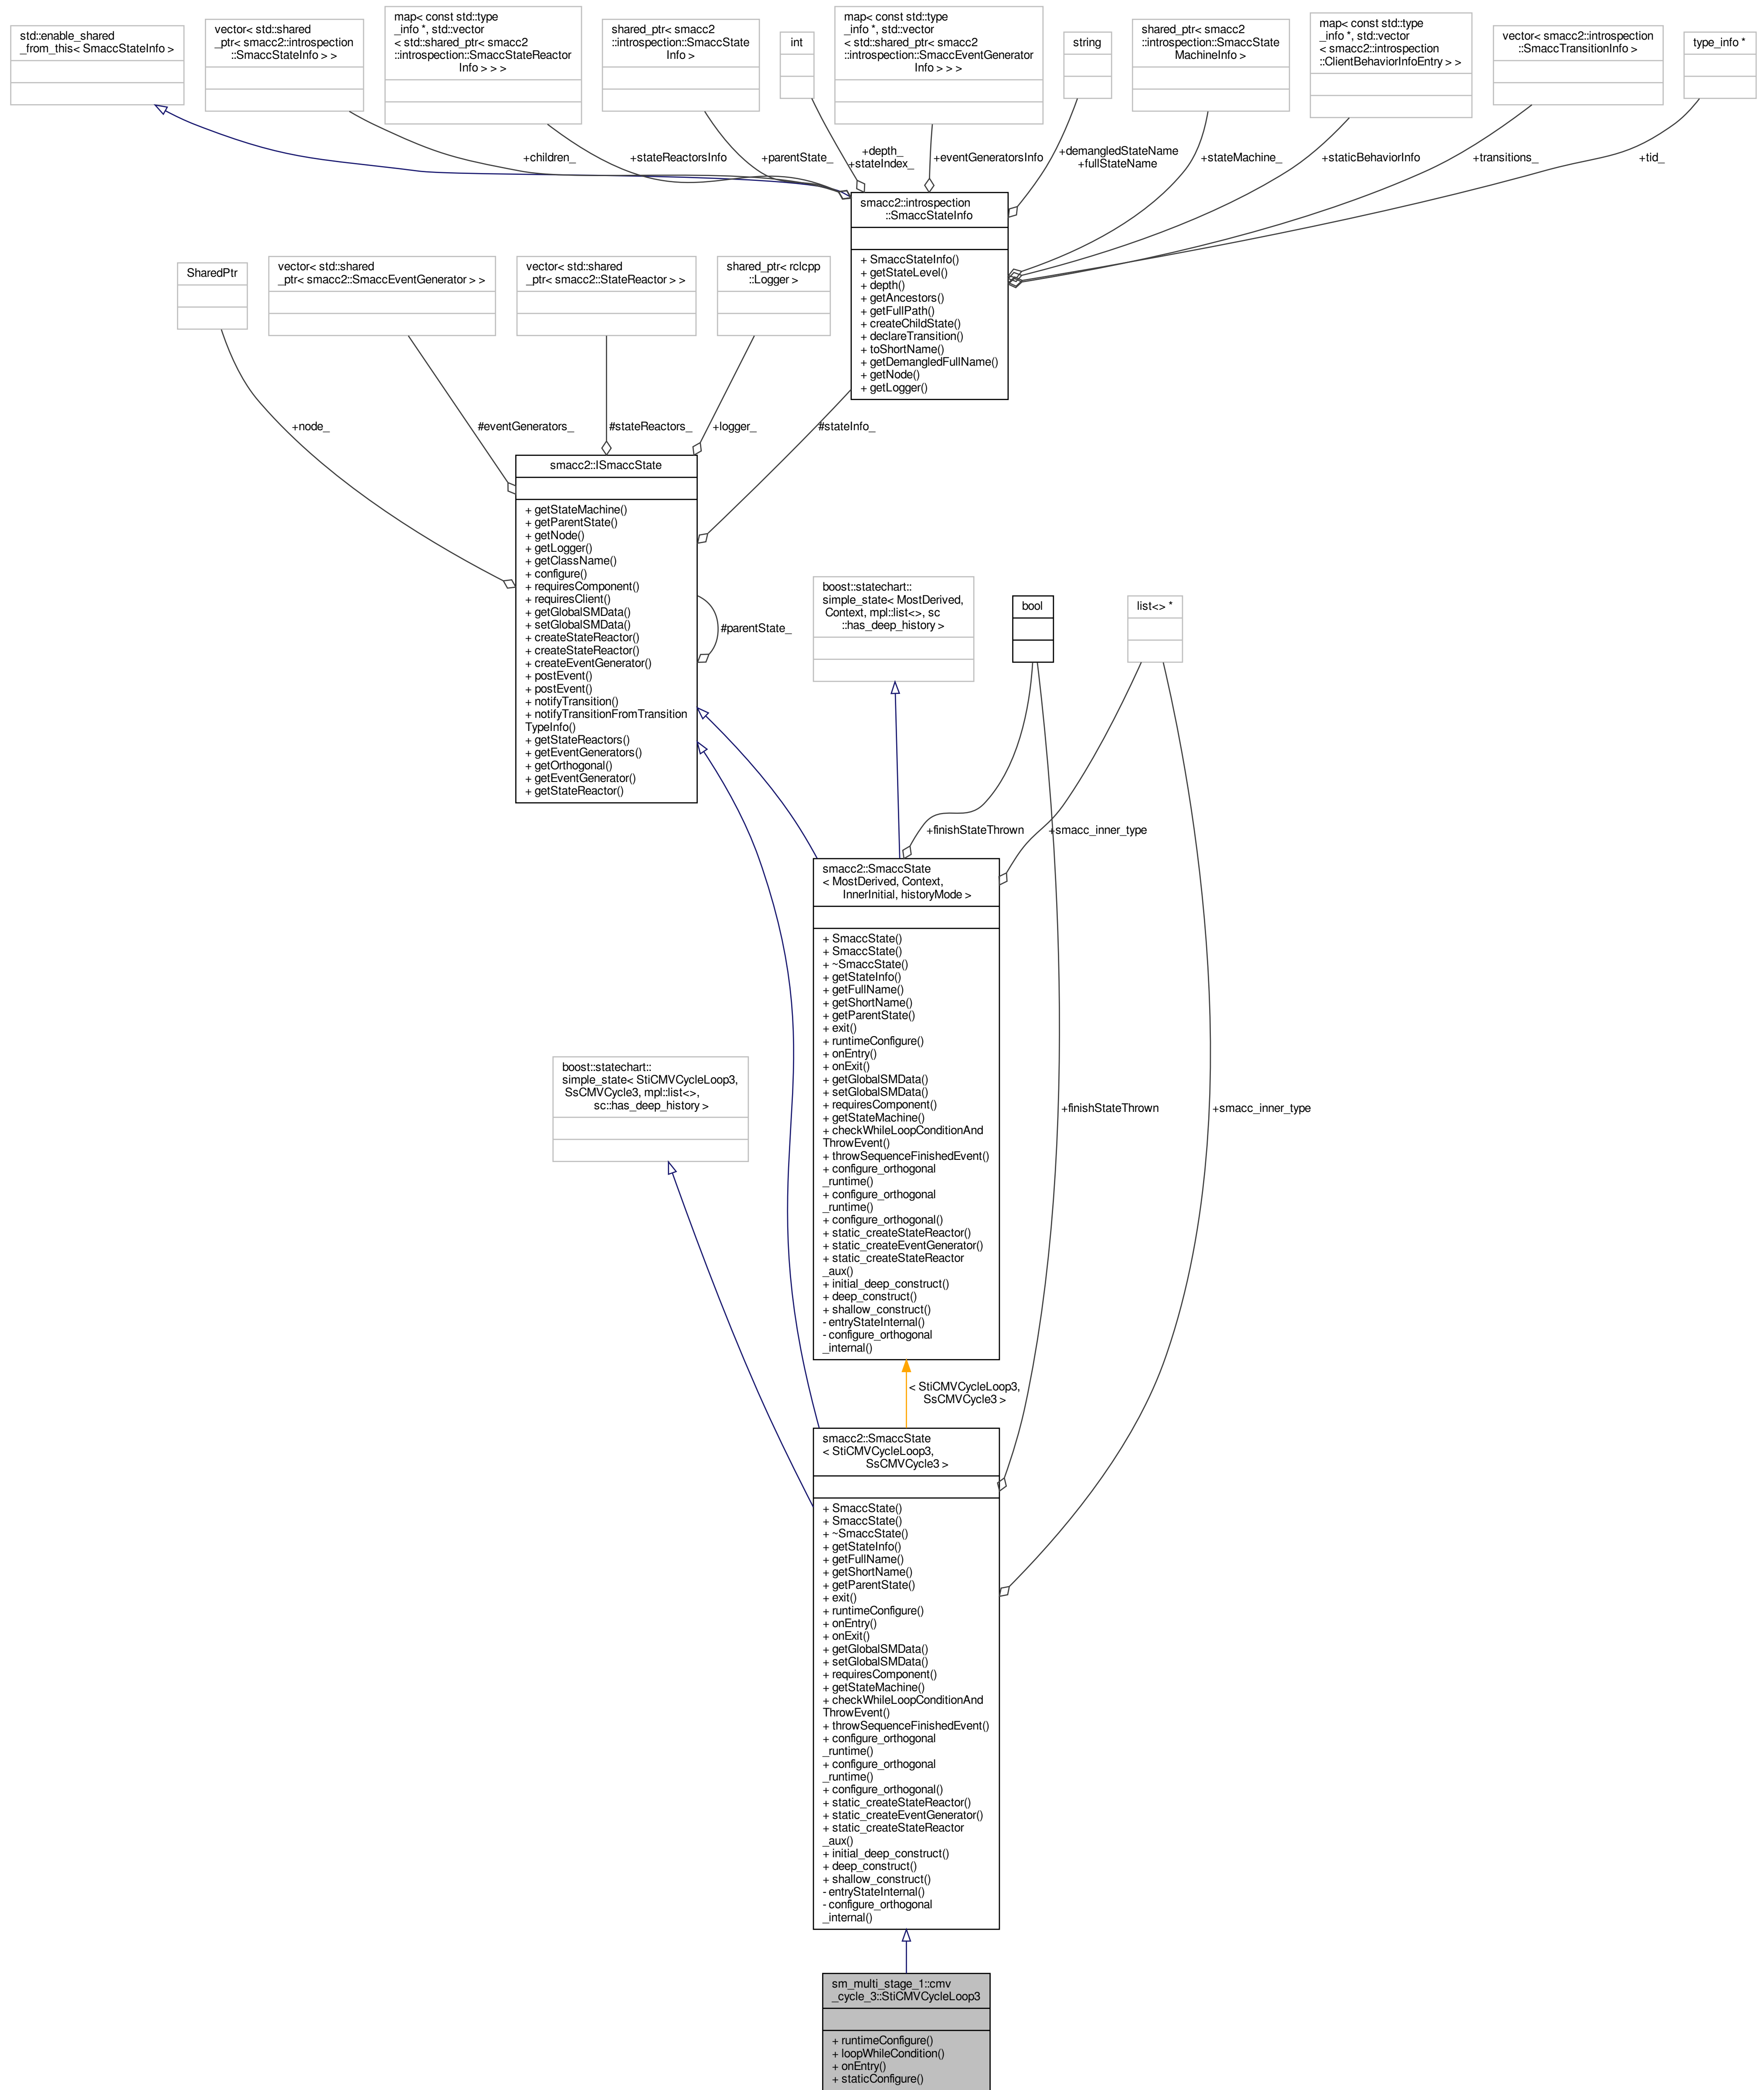 std::enable_shared
_from_this< SmaccStateInfo >
vector< std::shared
_ptr< smacc2::introspection
::SmaccStateInfo > >
map< const std::type
_info *, std::vector
< std::shared_ptr< smacc2
::introspection::SmaccStateReactor
Info > > >
shared_ptr< smacc2
::introspection::SmaccState
Info >
int
map< const std::type
_info *, std::vector
< std::shared_ptr< smacc2
::introspection::SmaccEventGenerator
Info > > >
string
shared_ptr< smacc2
::introspection::SmaccState
MachineInfo >
map< const std::type
_info *, std::vector
< smacc2::introspection
::ClientBehaviorInfoEntry > >
vector< smacc2::introspection
::SmaccTransitionInfo >
type_info *
+children_
+stateReactorsInfo
+parentState_
+depth_
+stateIndex_
+eventGeneratorsInfo
+demangledStateName
+fullStateName
+stateMachine_
+staticBehaviorInfo
+transitions_
+tid_
smacc2::introspection
::SmaccStateInfo
+ SmaccStateInfo()
+ getStateLevel()
+ depth()
+ getAncestors()
+ getFullPath()
+ createChildState()
+ declareTransition()
+ toShortName()
+ getDemangledFullName()
+ getNode()
+ getLogger()
SharedPtr
vector< std::shared
_ptr< smacc2::SmaccEventGenerator > >
vector< std::shared
_ptr< smacc2::StateReactor > >
shared_ptr< rclcpp
::Logger >
+node_
#eventGenerators_
#stateReactors_
+logger_
#stateInfo_
smacc2::ISmaccState
+ getStateMachine()
+ getParentState()
+ getNode()
+ getLogger()
+ getClassName()
+ configure()
+ requiresComponent()
+ requiresClient()
+ getGlobalSMData()
+ setGlobalSMData()
+ createStateReactor()
+ createStateReactor()
+ createEventGenerator()
+ postEvent()
+ postEvent()
+ notifyTransition()
+ notifyTransitionFromTransition
TypeInfo()
+ getStateReactors()
+ getEventGenerators()
+ getOrthogonal()
+ getEventGenerator()
+ getStateReactor()
#parentState_
boost::statechart::
simple_state< MostDerived,
Context, mpl::list<>, sc
::has_deep_history >
bool
list<> *
+finishStateThrown
+smacc_inner_type
smacc2::SmaccState
< MostDerived, Context,
InnerInitial, historyMode >
+ SmaccState()
+ SmaccState()
+ ~SmaccState()
+ getStateInfo()
+ getFullName()
+ getShortName()
+ getParentState()
+ exit()
+ runtimeConfigure()
+ onEntry()
+ onExit()
+ getGlobalSMData()
+ setGlobalSMData()
+ requiresComponent()
+ getStateMachine()
+ checkWhileLoopConditionAnd
ThrowEvent()
+ throwSequenceFinishedEvent()
+ configure_orthogonal
_runtime()
+ configure_orthogonal
_runtime()
+ configure_orthogonal()
+ static_createStateReactor()
+ static_createEventGenerator()
+ static_createStateReactor
_aux()
+ initial_deep_construct()
+ deep_construct()
+ shallow_construct()
- entryStateInternal()
- configure_orthogonal
_internal()
boost::statechart::
simple_state< StiCMVCycleLoop3,
SsCMVCycle3, mpl::list<>,
sc::has_deep_history >
+finishStateThrown
+smacc_inner_type
< StiCMVCycleLoop3,
SsCMVCycle3 >
smacc2::SmaccState
< StiCMVCycleLoop3,
SsCMVCycle3 >
+ SmaccState()
+ SmaccState()
+ ~SmaccState()
+ getStateInfo()
+ getFullName()
+ getShortName()
+ getParentState()
+ exit()
+ runtimeConfigure()
+ onEntry()
+ onExit()
+ getGlobalSMData()
+ setGlobalSMData()
+ requiresComponent()
+ getStateMachine()
+ checkWhileLoopConditionAnd
ThrowEvent()
+ throwSequenceFinishedEvent()
+ configure_orthogonal
_runtime()
+ configure_orthogonal
_runtime()
+ configure_orthogonal()
+ static_createStateReactor()
+ static_createEventGenerator()
+ static_createStateReactor
_aux()
+ initial_deep_construct()
+ deep_construct()
+ shallow_construct()
- entryStateInternal()
- configure_orthogonal
_internal()
sm_multi_stage_1::cmv
_cycle_3::StiCMVCycleLoop3
+ runtimeConfigure()
+ loopWhileCondition()
+ onEntry()
+ staticConfigure()